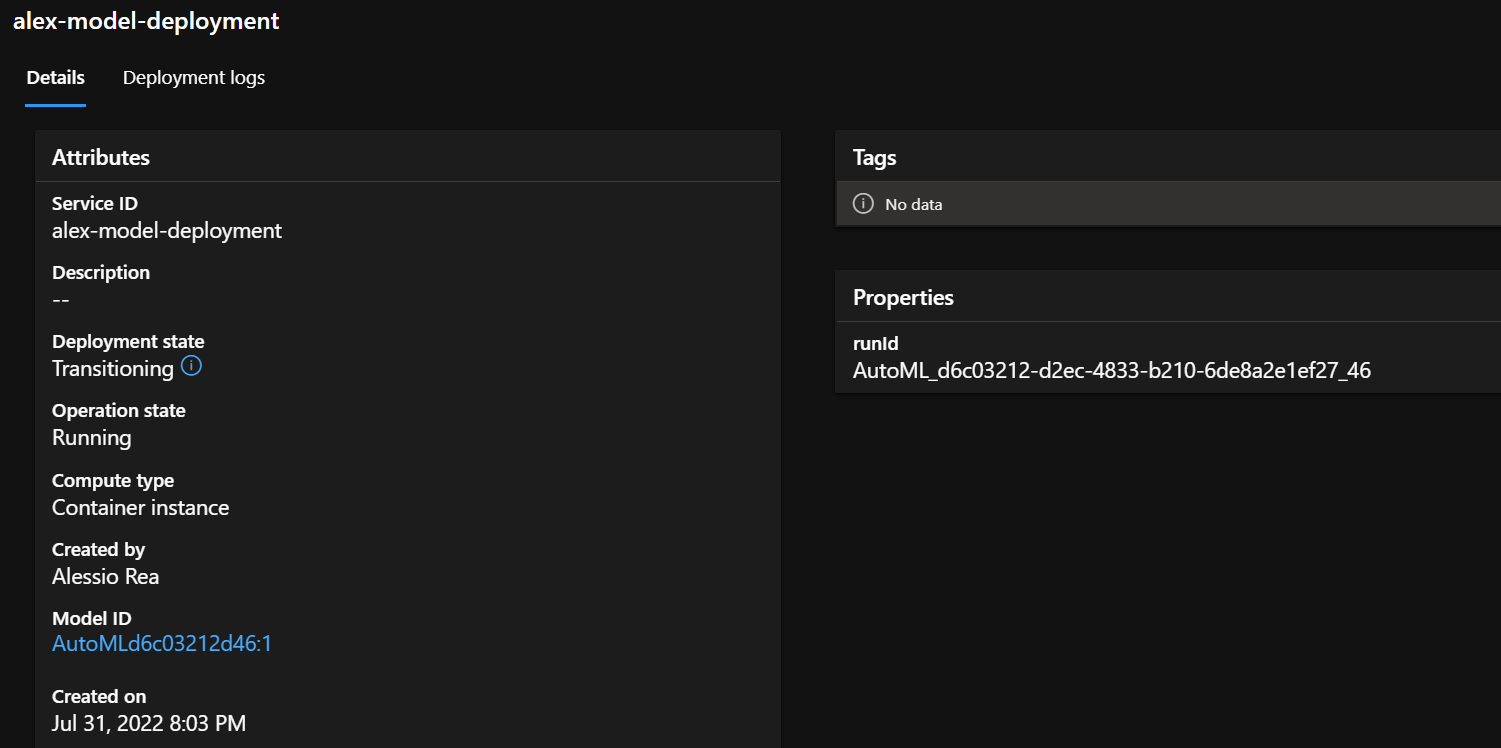 alex-model-deployment
Details
Deployment logs
Attributes
Service ID
alex-model-deployment
Description
--
Deployment state
Transitioning
Operation state
Running
Compute type
Container instance
Created by
Alessio Rea
Model ID
AutoMLd6c03212d46:1
Created on
Jul 31, 2022 8:03 PM
Tags
No data
Properties
runId
AutoML_d6c03212-d2ec-4833-b210-6de8a2e1ef27_46